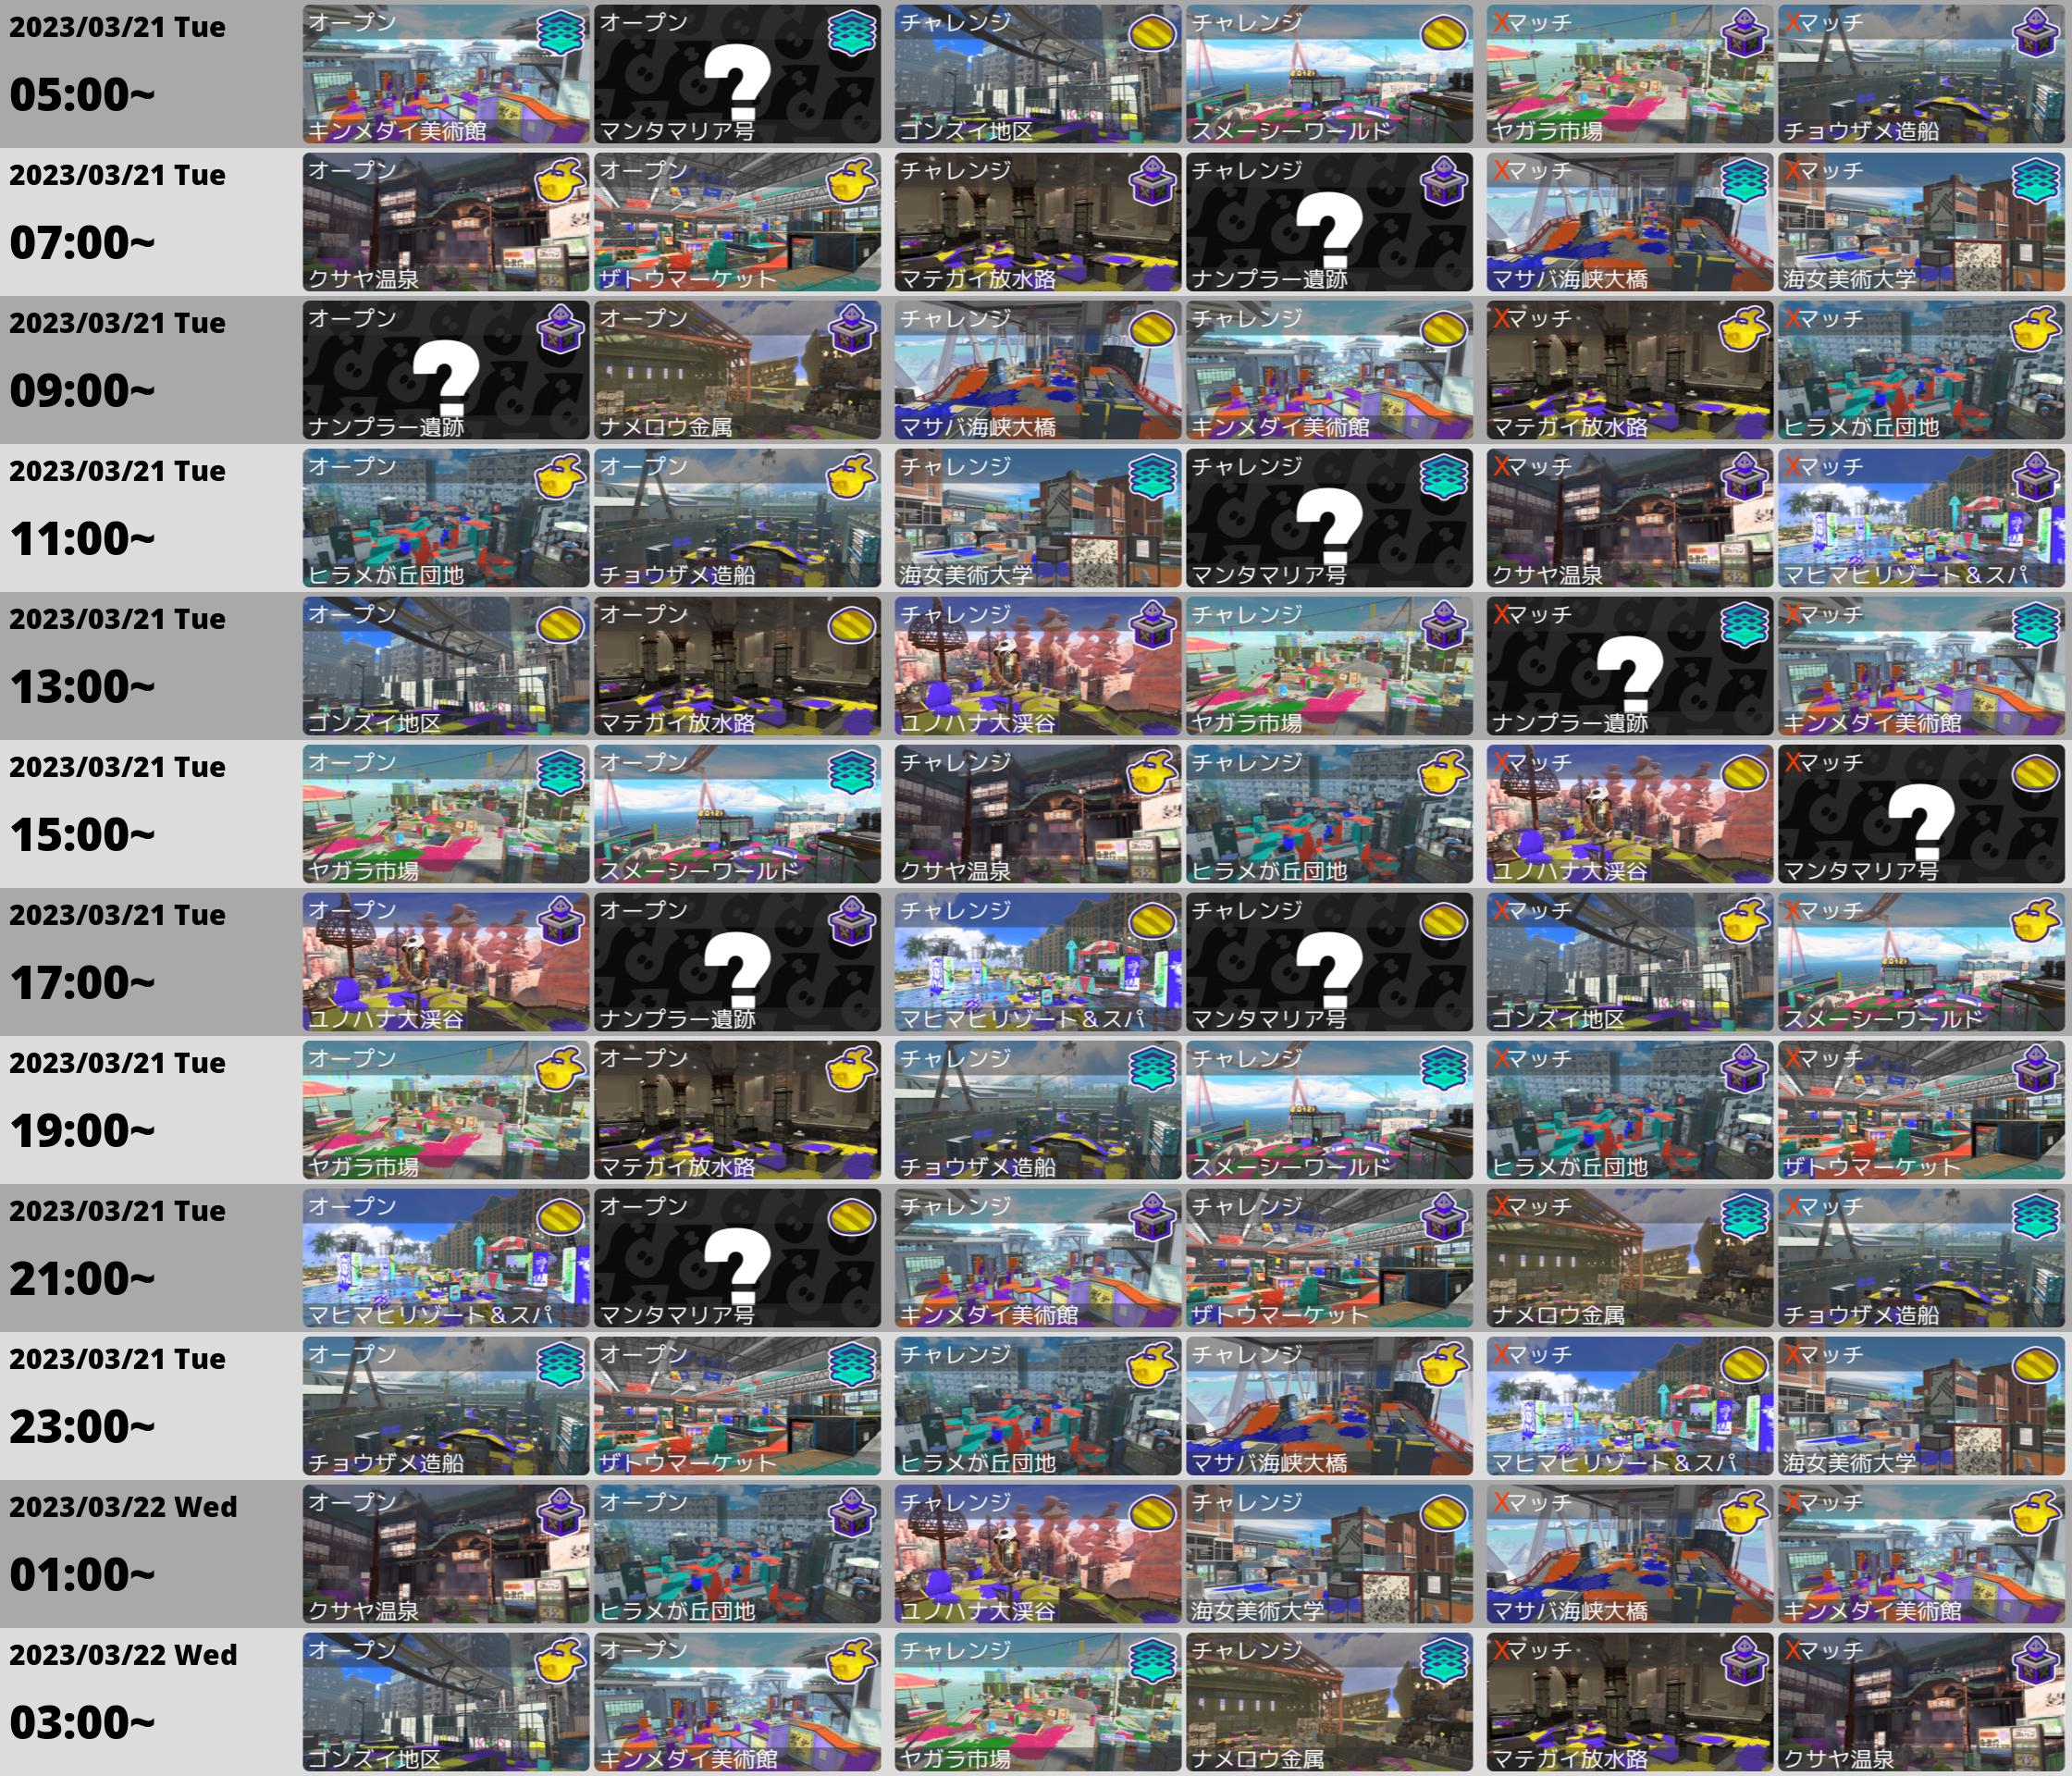 2023/03/21 Tue
05:00~
オープン オープン チャレンジ チャレンジ Xマッチ Xマッチ
キンメダイ美術館 マンタマリア号 ゴンズイ地区 スメーシーワールド ヤガラ市場 チョウザメ造船
2023/03/21 Tue
07:00~
オープン オープン チャレンジ チャレンジ Xマッチ Xマッチ
クサヤ温泉 ザトウマーケット マテガイ放水路 ナンプラー遺跡 マサバ海峡大橋 海女美術大学
2023/03/21 Tue
09:00~
オープン オープン チャレンジ チャレンジ Xマッチ Xマッチ
ナンプラー遺跡 ナメロウ金属 マサバ海峡大橋 キンメダイ美術館 マテガイ放水路 ヒラメが丘団地
2023/03/21 Tue
11:00~
オープン オープン チャレンジ チャレンジ Xマッチ Xマッチ
ヒラメが丘団地 チョウザメ造船 海女美術大学 マンタマリア号 クサヤ温泉 マヒマヒリゾート&スパ
2023/03/21 Tue
13:00~
オープン オープン チャレンジ チャレンジ Xマッチ Xマッチ
ゴンズイ地区 マテガイ放水路 ユノハナ大渓谷 ヤガラ市場 ナンプラー遺跡 キンメダイ美術館
2023/03/21 Tue
15:00~
オープン オープン チャレンジ チャレンジ Xマッチ Xマッチ
ヤガラ市場 スメーシーワールド クサヤ温泉 ヒラメが丘団地 ユノハナ大渓谷 マンタマリア号
2023/03/21 Tue
17:00~
オープン オープン チャレンジ チャレンジ Xマッチ Xマッチ
ユノハナ大渓谷 ナンプラー遺跡 マヒマヒリゾート&スパ マンタマリア号 ゴンズイ地区 スメーシーワールド
2023/03/21 Tue
19:00~
オープン オープン チャレンジ チャレンジ Xマッチ Xマッチ
ヤガラ市場 マテガイ放水路 チョウザメ造船 スメーシーワールド ヒラメが丘団地 ザトウマーケット
2023/03/21 Tue
21:00~
オープン オープン チャレンジ チャレンジ Xマッチ Xマッチ
マヒマヒリゾート&スパ マンタマリア号 キンメダイ美術館 ザトウマーケット ナメロウ金属 チョウザメ造船
2023/03/21 Tue
23:00~
オープン オープン チャレンジ チャレンジ Xマッチ Xマッチ
チョウザメ造船 ザトウマーケット ヒラメが丘団地 マサバ海峡大橋 マヒマヒリゾート&スパ 海女美術大学
2023/03/22 Wed
01:00~
オープン オープン チャレンジ チャレンジ Xマッチ Xマッチ
クサヤ温泉 ヒラメが丘団地 ユノハナ大渓谷 海女美術大学 マサバ海峡大橋 キンメダイ美術館
2023/03/22 Wed
03:00~
オープン オープン チャレンジ チャレンジ Xマッチ Xマッチ
ゴンズイ地区 キンメダイ美術館 ヤガラ市場 ナメロウ金属 マテガイ放水路 クサヤ温泉